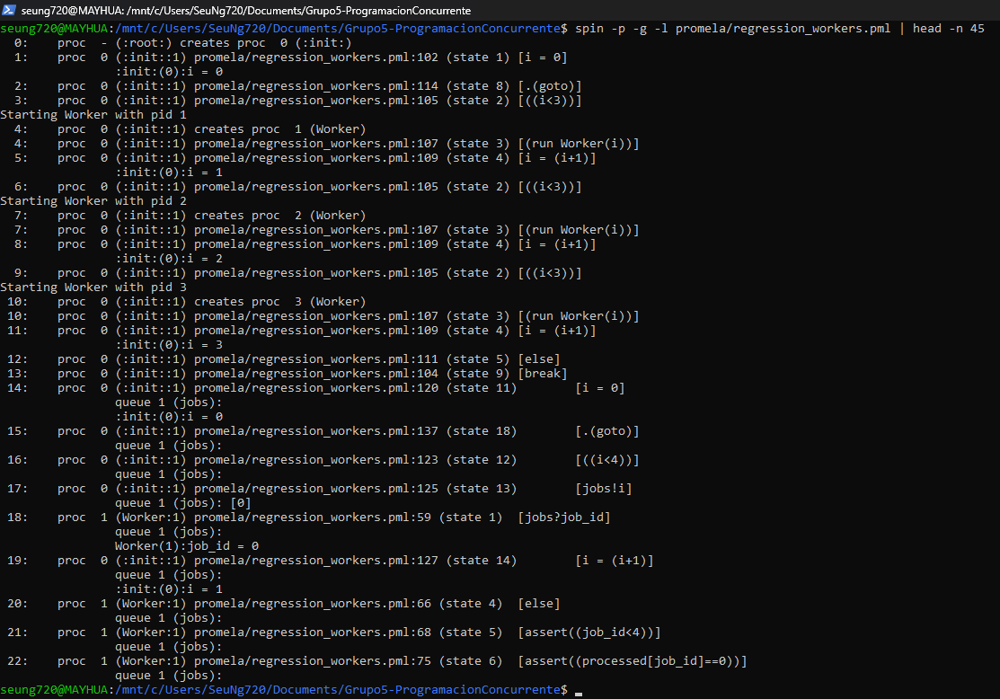 seung720@MAYHUA: /mnt/c/Users/SeuNg720/Documents/Grupo5-ProgramacionConcurrente
seung720@MAYHUA:/mnt/c/Users/SeuNg720/Documents/Grupo5-ProgramacionConcurrente$ spin -p -g -l promela/regression_workers.pml | head -n 45
  0:    proc  - (:root:) creates proc  0 (:init:)
  1:    proc  0 (:init::1) promela/regression_workers.pml:102 (state 1) [i = 0]
                :init:(0):i = 0
  2:    proc  0 (:init::1) promela/regression_workers.pml:114 (state 8) [.(goto)]
  3:    proc  0 (:init::1) promela/regression_workers.pml:105 (state 2) [((i<3))]
Starting Worker with pid 1
  4:    proc  0 (:init::1) creates proc  1 (Worker)
  4:    proc  0 (:init::1) promela/regression_workers.pml:107 (state 3) [(run Worker(i))]
  5:    proc  0 (:init::1) promela/regression_workers.pml:109 (state 4) [i = (i+1)]
                :init:(0):i = 1
  6:    proc  0 (:init::1) promela/regression_workers.pml:105 (state 2) [((i<3))]
Starting Worker with pid 2
  7:    proc  0 (:init::1) creates proc  2 (Worker)
  7:    proc  0 (:init::1) promela/regression_workers.pml:107 (state 3) [(run Worker(i))]
  8:    proc  0 (:init::1) promela/regression_workers.pml:109 (state 4) [i = (i+1)]
                :init:(0):i = 2
  9:    proc  0 (:init::1) promela/regression_workers.pml:105 (state 2) [((i<3))]
Starting Worker with pid 3
 10:    proc  0 (:init::1) creates proc  3 (Worker)
 10:    proc  0 (:init::1) promela/regression_workers.pml:107 (state 3) [(run Worker(i))]
 11:    proc  0 (:init::1) promela/regression_workers.pml:109 (state 4) [i = (i+1)]
                :init:(0):i = 3
 12:    proc  0 (:init::1) promela/regression_workers.pml:111 (state 5) [else]
 13:    proc  0 (:init::1) promela/regression_workers.pml:104 (state 9) [break]
 14:    proc  0 (:init::1) promela/regression_workers.pml:120 (state 11)        [i = 0]
                queue 1 (jobs):
                :init:(0):i = 0
 15:    proc  0 (:init::1) promela/regression_workers.pml:137 (state 18)        [.(goto)]
                queue 1 (jobs):
 16:    proc  0 (:init::1) promela/regression_workers.pml:123 (state 12)        [((i<4))]
                queue 1 (jobs):
 17:    proc  0 (:init::1) promela/regression_workers.pml:125 (state 13)        [jobs!i]
                queue 1 (jobs): [0]
 18:    proc  1 (Worker:1) promela/regression_workers.pml:59 (state 1)  [jobs?job_id]
                queue 1 (jobs):
                Worker(1):job_id = 0
 19:    proc  0 (:init::1) promela/regression_workers.pml:127 (state 14)        [i = (i+1)]
                queue 1 (jobs):
                :init:(0):i = 1
 20:    proc  1 (Worker:1) promela/regression_workers.pml:66 (state 4)  [else]
                queue 1 (jobs):
 21:    proc  1 (Worker:1) promela/regression_workers.pml:68 (state 5)  [assert((job_id<4))]
                queue 1 (jobs):
 22:    proc  1 (Worker:1) promela/regression_workers.pml:75 (state 6)  [assert((processed[job_id]==0))]
                queue 1 (jobs):
seung720@MAYHUA:/mnt/c/Users/SeuNg720/Documents/Grupo5-ProgramacionConcurrente$